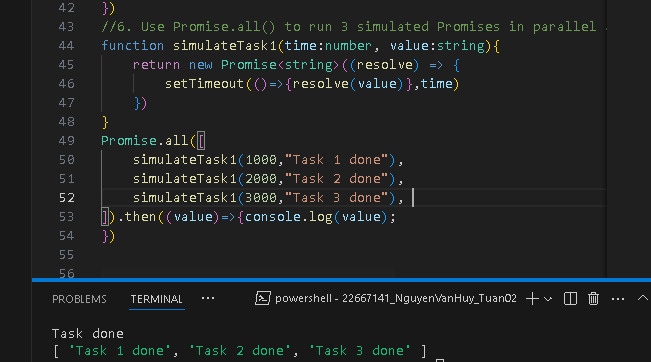 42 })
43 //6. Use Promise.all() to run 3 simulated Promises in parallel
44 function simulateTask1(time:number, value:string){
45 return new Promise<string>((resolve) => {
46 setTimeout(()=>{resolve(value)},time)
47 })
48 }
49 Promise.all([
50 simulateTask1(1000,"Task 1 done"),
51 simulateTask1(2000,"Task 2 done"),
52 simulateTask1(3000,"Task 3 done"),
53 ]).then((value)=>{console.log(value);
54 })
55
56
PROBLEMS TERMINAL ··· powershell - 22667141_NguyenVanHuy_Tuan02
Task done
[ 'Task 1 done', 'Task 2 done', 'Task 3 done' ]